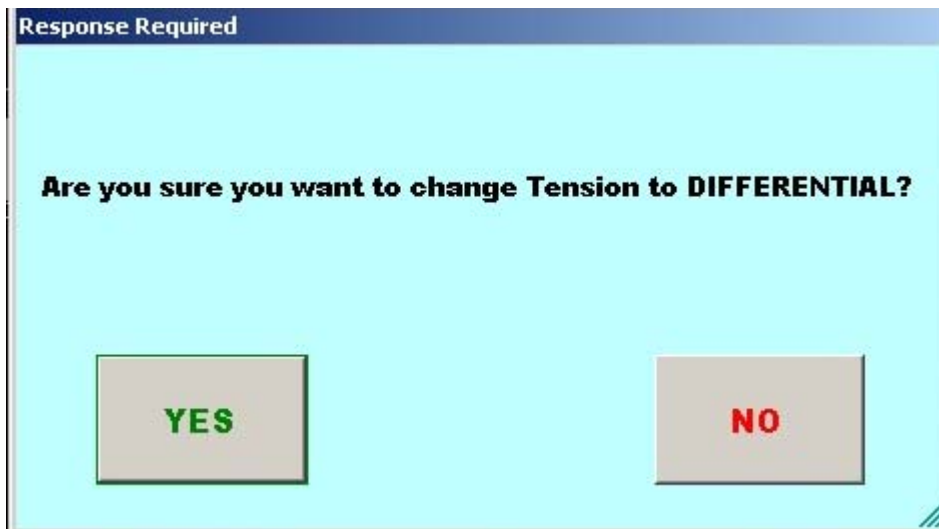 Response Required
Are you sure you want to change Tension to DIFFERENTIAL?
YES
NO